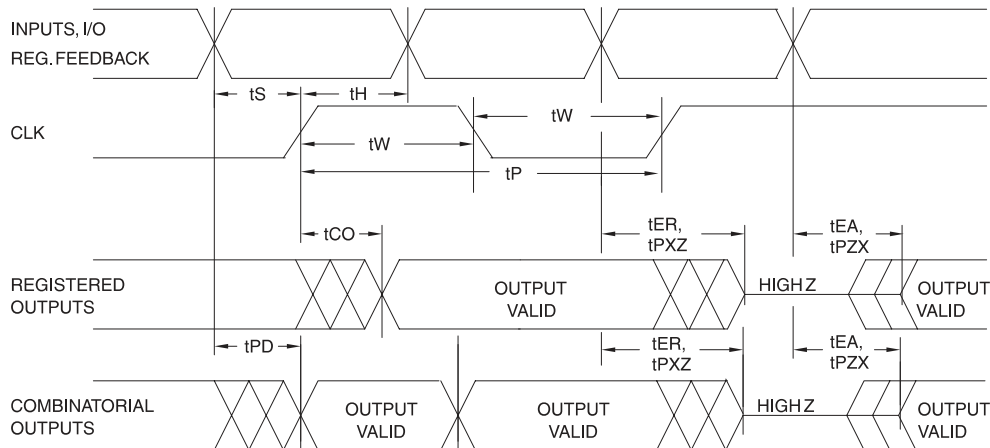 INPUTS, I/O
REG. FEEDBACK
tS
tH
CLK
tW
tW
tP
tCO
tER,
tPXZ
tEA,
tPZX
REGISTERED
OUTPUTS
OUTPUT
VALID
HIGH Z
OUTPUT
VALID
tPD
tER,
tPXZ
tEA,
tPZX
COMBINATORIAL
OUTPUTS
OUTPUT
VALID
OUTPUT
VALID
HIGH Z
OUTPUT
VALID